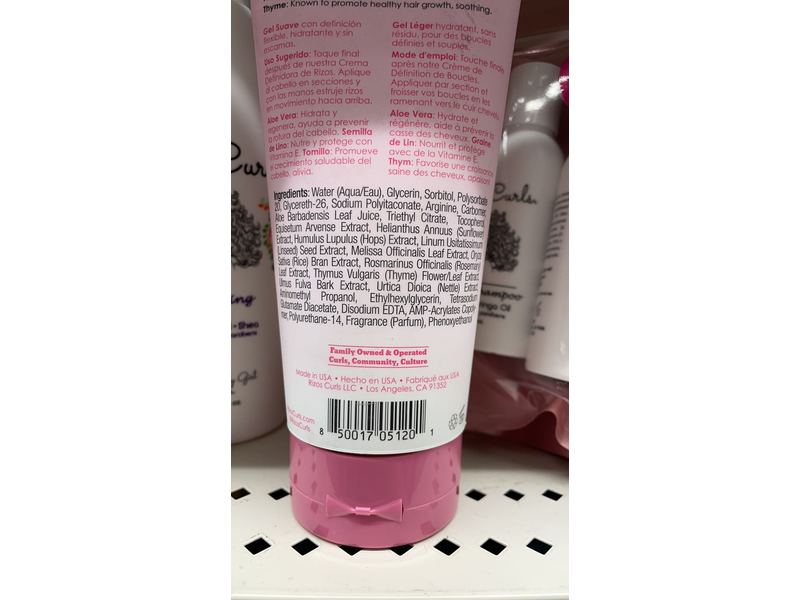 Thyme: Known to promote healthy hair growth, soothing.
Gel Suave con definición
flexible, hidratante y sin
escamas.
Uso Sugerido: Toque final
después de nuestra Crema
Definidora de Rizos. Aplique
al cabello en secciones y
con las manos estruje rizos
en movimiento hacia arriba.
Aloe Vera: Hidrata y
regenera, ayuda a prevenir
la rotura del cabello. Semilla
de Lino: Nutre y protege con
Vitamina E. Tomillo: Promueve
el crecimiento saludable del
cabello, alivia.
Gel Léger hydratant, sans
résidu, pour des boucles
définies et souples.
Mode d'emploi: Touche finale
après notre Crème de
Définition de Boucles.
Appliquer par section et
froisser vos boucles en les
ramenant vers le cuir chevelu
Aloe Vera: Hydrate et
régénère, aide à prévenir la
casse des cheveux. Graine
de Lin: Nourrit et protège
avec de la Vitamine E.
Thym: Favorise une croissance
saine des cheveux, apaisant
Ingredients: Water (Aqua/Eau), Glycerin, Sorbitol, Polysorbate
20, Glycereth-26, Sodium Polyitaconate, Arginine, Carbomer,
Aloe Barbadensis Leaf Juice, Triethyl Citrate, Tocopherol,
Equisetum Arvense Extract, Helianthus Annuus (Sunflower)
Extract, Humulus Lupulus (Hops) Extract, Linum Usitatissimum
(Linseed) Seed Extract, Melissa Officinalis Leaf Extract, Oryza
Sativa (Rice) Bran Extract, Rosmarinus Officinalis (Rosemary)
Leaf Extract, Thymus Vulgaris (Thyme) Flower/Leaf Extract,
Ulmus Fulva Bark Extract, Urtica Dioica (Nettle) Extract,
Aminomethyl Propanol, Ethylhexylglycerin, Tetrasodium
Glutamate Diacetate, Disodium EDTA, AMP-Acrylates Copoly-
mer, Polyurethane-14, Fragrance (Parfum), Phenoxyethanol
Family Owned & Operated
Curls, Community, Culture
Made in USA • Hecho en USA • Fabriqué aux USA
Rizos Curls LLC • Los Angeles, CA 91352
8 50017 05120 1
Curls